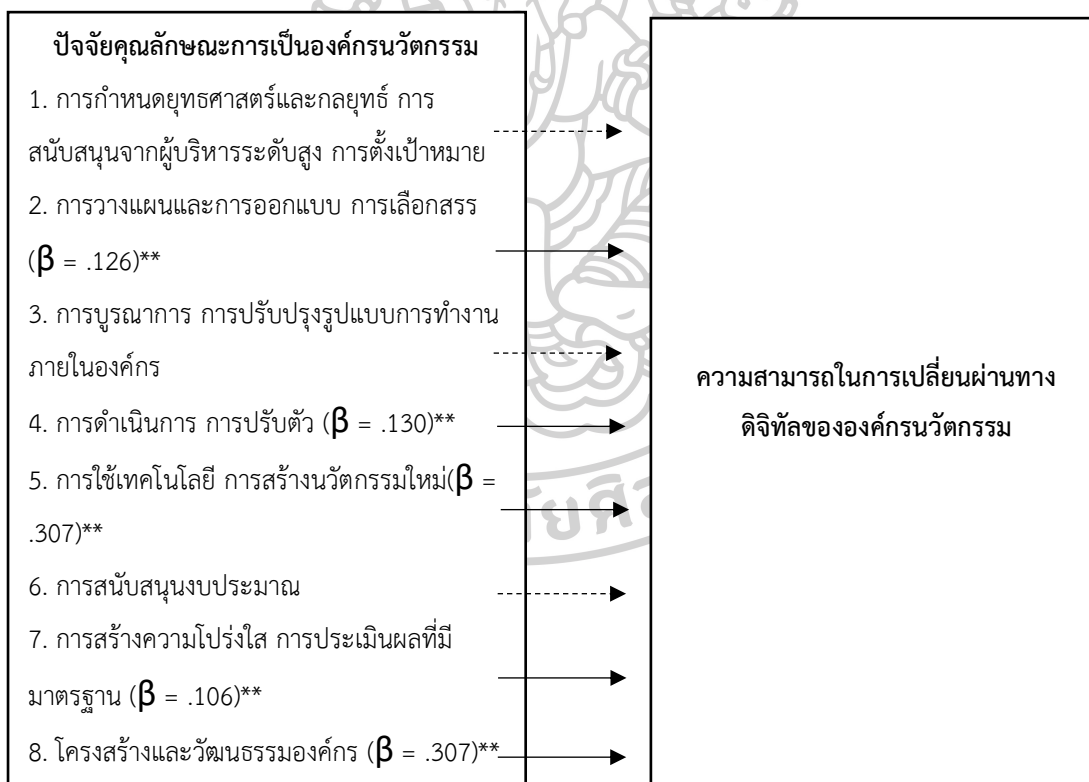 ปัจจัยคุณลักษณะการเป็นองค์กรนวัตกรรม
1. การกำหนดยุทธศาสตร์และกลยุทธ์ การ
สนับสนุนจากผู้บริหารระดับสูง การตั้งเป้าหมาย
2. การวางแผนและการออกแบบ การเลือกสรร
(β = .126)**
3. การบูรณาการ การปรับปรุงรูปแบบการทำงาน
ภายในองค์กร
4. การดำเนินการ การปรับตัว (β = .130)**
5. การใช้เทคโนโลยี การสร้างนวัตกรรมใหม่(β =
.307)**
6. การสนับสนุนงบประมาณ
7. การสร้างความโปร่งใส การประเมินผลที่มี
มาตรฐาน (β = .106)**
8. โครงสร้างและวัฒนธรรมองค์กร (β = .307)**
ความสามารถในการเปลี่ยนผ่านทาง
ดิจิทัลขององค์กรนวัตกรรม